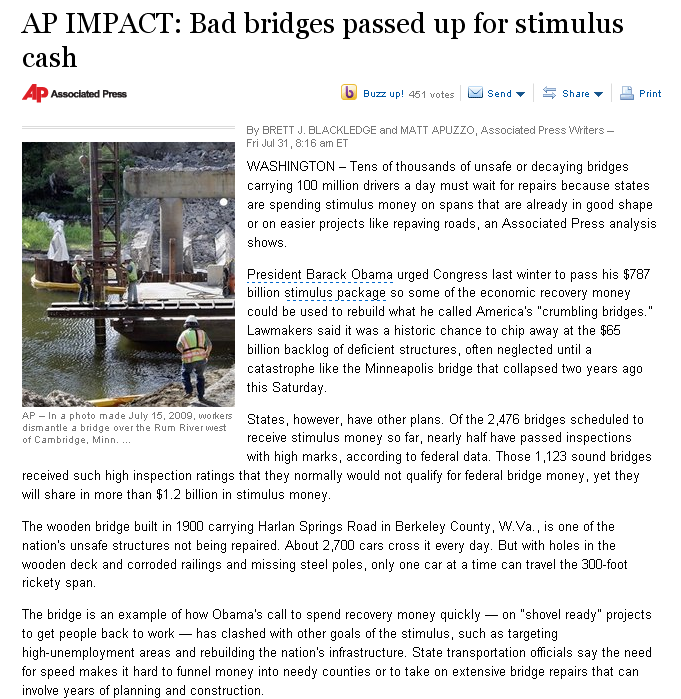 AP IMPACT: Bad bridges passed up for stimulus
cash
AP Associated Press
Buzz up! 451 votes Send Share Print
By BRETT J. BLACKLEDGE and MATT APUZZO, Associated Press Writers –
Fri Jul 31, 8:16 am ET
WASHINGTON – Tens of thousands of unsafe or decaying bridges
carrying 100 million drivers a day must wait for repairs because states
are spending stimulus money on spans that are already in good shape
or on easier projects like repaving roads, an Associated Press analysis
shows.
President Barack Obama urged Congress last winter to pass his $787
billion stimulus package so some of the economic recovery money
could be used to rebuild what he called America's "crumbling bridges."
Lawmakers said it was a historic chance to chip away at the $65
billion backlog of deficient structures, often neglected until a
catastrophe like the Minneapolis bridge that collapsed two years ago
this Saturday.
AP – In a photo made July 15, 2009, workers
dismantle a bridge over the Rum River west
of Cambridge, Minn. ...
States, however, have other plans. Of the 2,476 bridges scheduled to
receive stimulus money so far, nearly half have passed inspections
with high marks, according to federal data. Those 1,123 sound bridges
received such high inspection ratings that they normally would not qualify for federal bridge money, yet they
will share in more than $1.2 billion in stimulus money.
The wooden bridge built in 1900 carrying Harlan Springs Road in Berkeley County, W.Va., is one of the
nation's unsafe structures not being repaired. About 2,700 cars cross it every day. But with holes in the
wooden deck and corroded railings and missing steel poles, only one car at a time can travel the 300-foot
rickety span.
The bridge is an example of how Obama's call to spend recovery money quickly — on "shovel ready" projects
to get people back to work — has clashed with other goals of the stimulus, such as targeting
high-unemployment areas and rebuilding the nation's infrastructure. State transportation officials say the need
for speed makes it hard to funnel money into needy counties or to take on extensive bridge repairs that can
involve years of planning and construction.